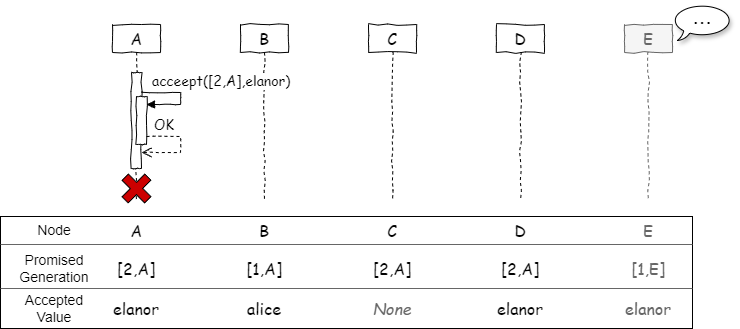 A B C D E ...
acceept([2,A],elanor)
OK
Node A B C D E
Promised
Generation [2,A] [1,A] [2,A] [2,A] [1,E]
Accepted
Value elanor alice None elanor elanor